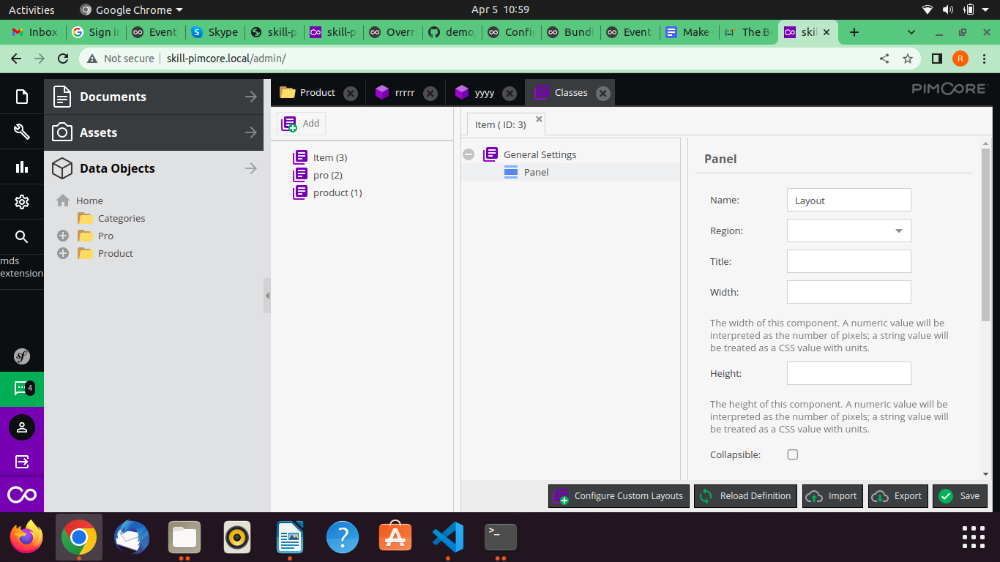 Activities Google Chrome Apr 5 10:59
Inbox Sign in Event Skype skill-p skill-p Overri demo Config Bundl Event Make The Be skil
Not secure skill-pimcore.local/admin/
Documents Product rrrrr yyyy Classes PIMCORE
Add Item ( ID: 3)
Assets
General Settings Panel
Item (3)
Data Objects pro (2) Panel
product (1)
Home Name: Layout
Categories
Pro Region:
Product
mds
extension
Title:
Width:
The width of this component. A numeric value will be
interpreted as the number of pixels; a string value will
be treated as a CSS value with units.
sf
Height:
4
The height of this component. A numeric value will be
interpreted as the number of pixels; a string value will
be treated as a CSS value with units.
Collapsible:
Configure Custom Layouts Reload Definition Import Export Save